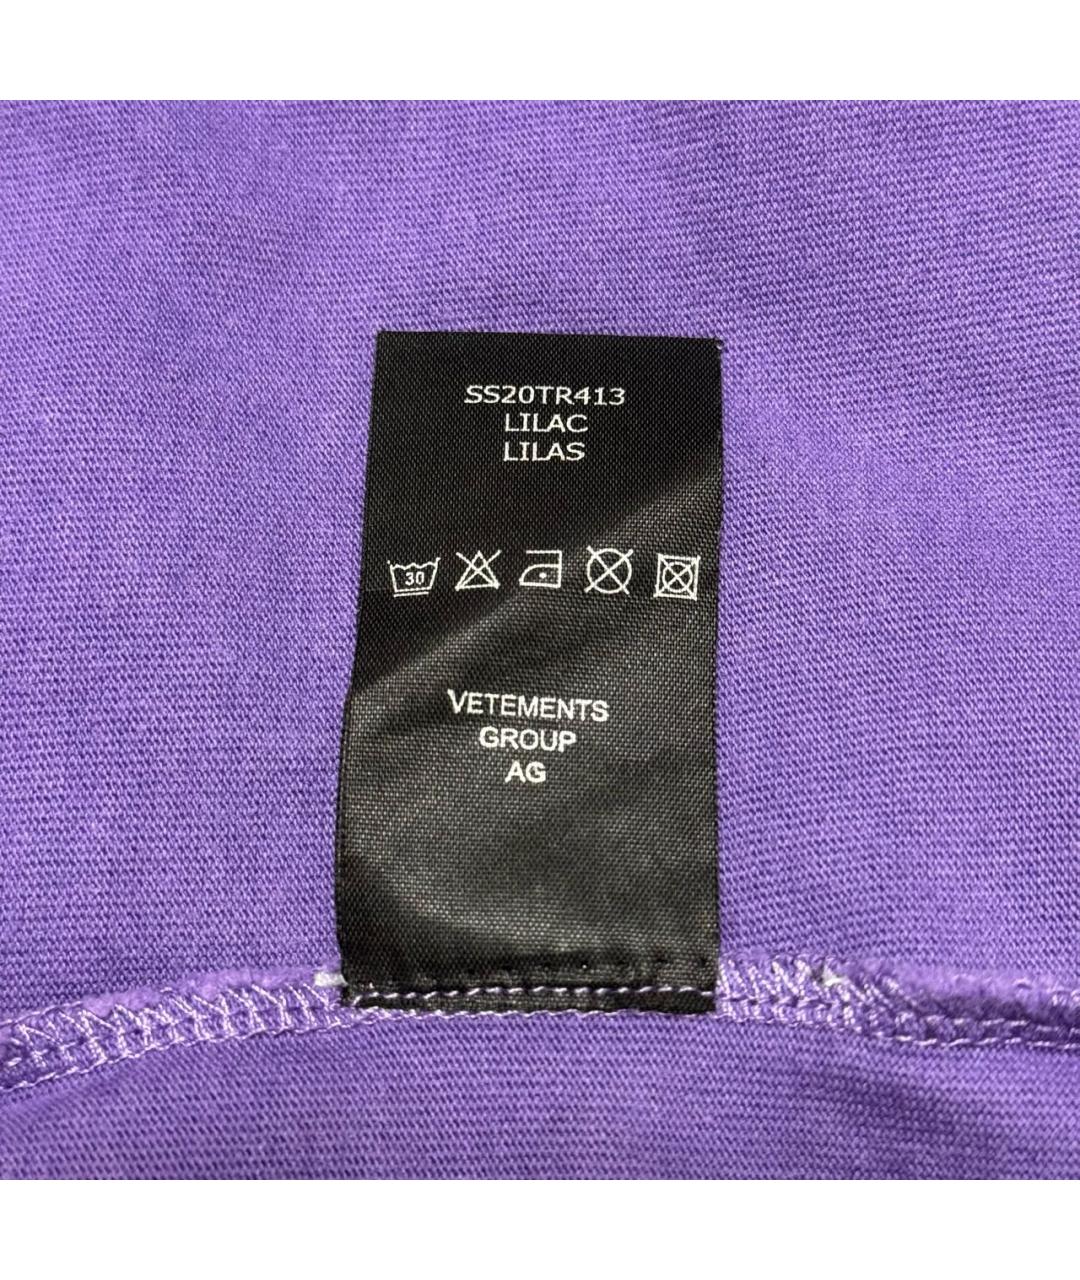 SS20TR413
LILAC
LILAS
30
VETEMENTS
GROUP
AG